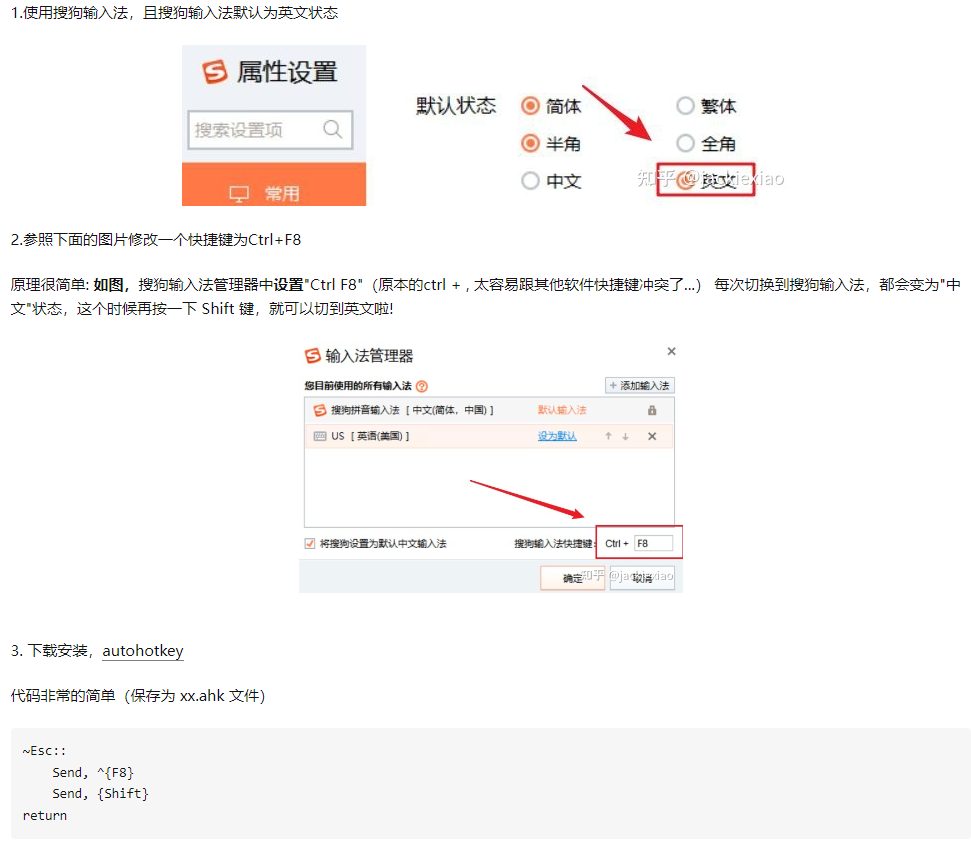 1.使用搜狗输入法，且搜狗输入法默认为英文状态
属性设置
搜索设置项
常用
默认状态
简体
繁体
半角
全角
中文
英文
知乎 @jackiexiao
2.参照下面的图片修改一个快捷键为Ctrl+F8
原理很简单: 如图，搜狗输入法管理器中设置"Ctrl F8"（原本的ctrl + , 太容易跟其他软件快捷键冲突了...） 每次切换到搜狗输入法，都会变为"中
文"状态，这个时候再按一下 Shift 键，就可以切到英文啦!
输入法管理器
您目前使用的所有输入法
+ 添加输入法
搜狗拼音输入法 [ 中文(简体，中国) ] 默认输入法
US [ 英语(美国) ] 设为默认
将搜狗设置为默认中文输入法
搜狗输入法快捷键: Ctrl + F8
确定
取消
知乎 @jackiexiao
3. 下载安装，autohotkey
代码非常的简单（保存为 xx.ahk 文件）
~Esc::
Send, ^{F8}
Send, {Shift}
return